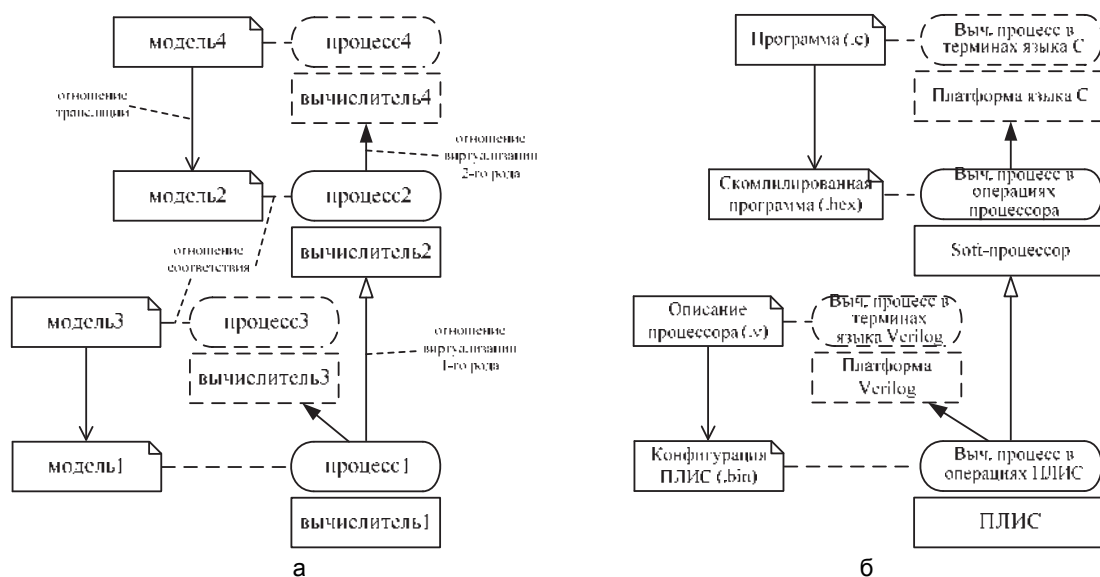 модель4
процесс4
вычислитель4
отношение
трансляции
отношение
виртуализации
2-го рода
модель2
процесс2
вычислитель2
отношение
соответствия
модель3
процесс3
вычислитель3
отношение
виртуализации
1-го рода
модель1
процесс1
вычислитель1
а
Программа (.c)
Выч. процесс в
терминах языка C
Платформа языка C
Скомпилированная
программа (.hex)
Выч. процесс в
операциях
процессора
Soft-процессор
Описание
процессора (.v)
Выч. процесс в
терминах
языка Verilog
Платформа
Verilog
Конфигурация
ПЛИС (.bin)
Выч. процесс в
операциях ПЛИС
ПЛИС
б